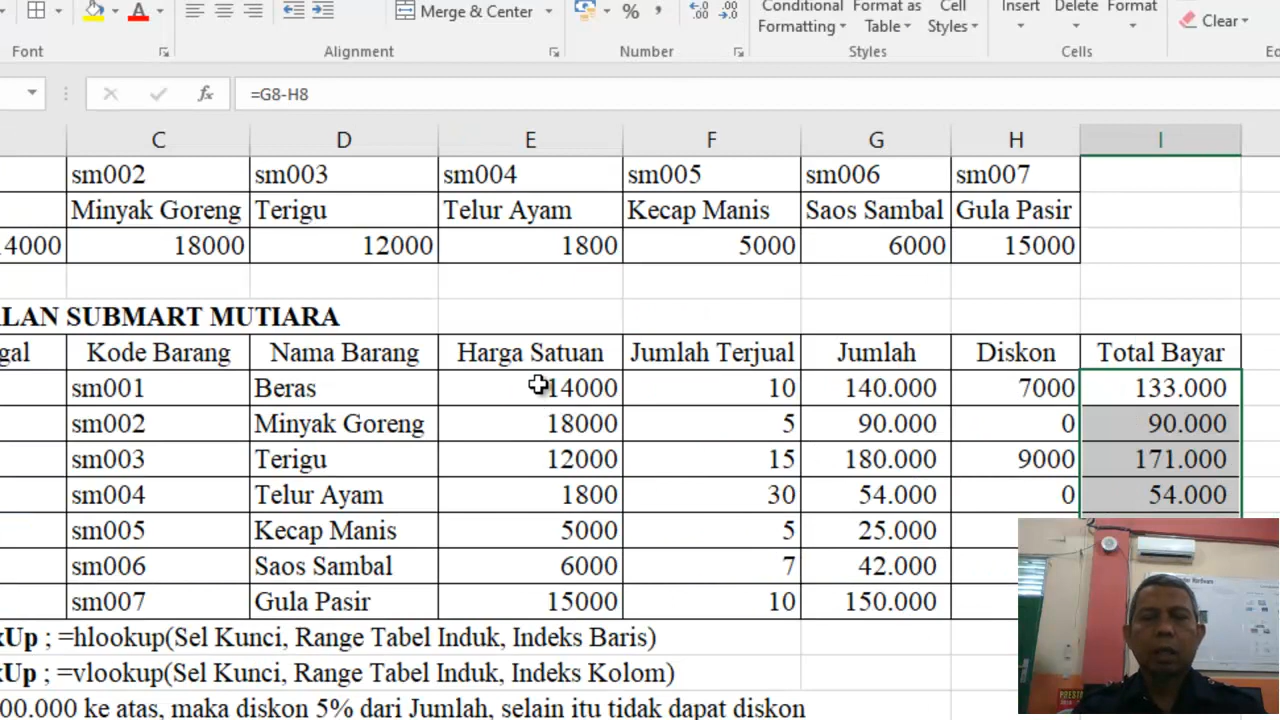 Merge & Center
%
Conditional Formatting
Format as Table
Cell Styles
Insert
Delete
Format
Clear
Font
Alignment
Number
Styles
Cells
fx =G8-H8
C D E F G H I
sm002 sm003 sm004 sm005 sm006 sm007
Minyak Goreng Terigu Telur Ayam Kecap Manis Saos Sambal Gula Pasir
4000 18000 12000 1800 5000 6000 15000
LAN SUBMART MUTIARA
gal Kode Barang Nama Barang Harga Satuan Jumlah Terjual Jumlah Diskon Total Bayar
sm001 Beras 14000 10 140.000 7000 133.000
sm002 Minyak Goreng 18000 5 90.000 0 90.000
sm003 Terigu 12000 15 180.000 9000 171.000
sm004 Telur Ayam 1800 30 54.000 0 54.000
sm005 Kecap Manis 5000 5 25.000
sm006 Saos Sambal 6000 7 42.000
sm007 Gula Pasir 15000 10 150.000
Up ; =hlookup(Sel Kunci, Range Tabel Induk, Indeks Baris)
Up ; =vlookup(Sel Kunci, Range Tabel Induk, Indeks Kolom)
00.000 ke atas, maka diskon 5% dari Jumlah, selain itu tidak dapat diskon